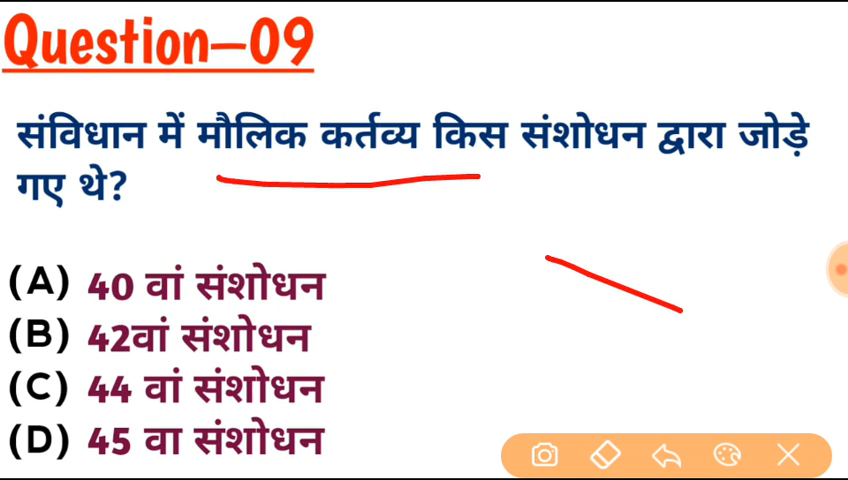 Question–09
संविधान में मौलिक कर्तव्य किस संशोधन द्वारा जोड़े
गए थे?
(A) 40 वां संशोधन
(B) 42वां संशोधन
(C) 44 वां संशोधन
(D) 45 वा संशोधन